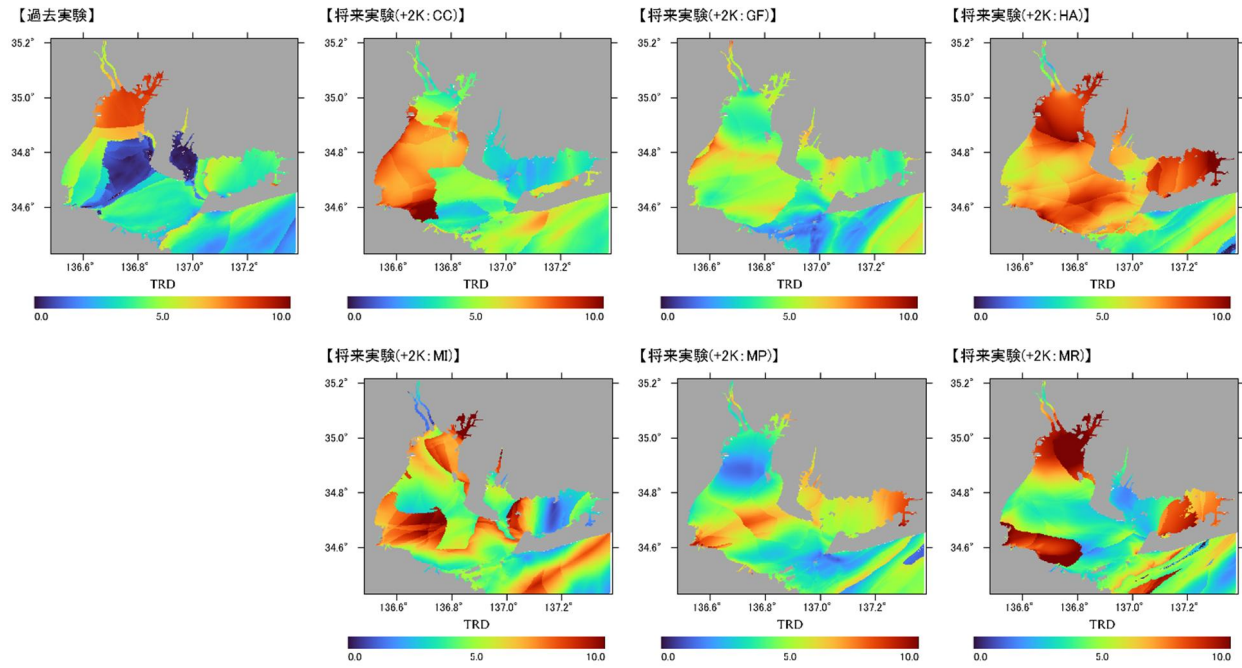 【過去実験】
【将来実験(+2K:CC)】
【将来実験(+2K:GF)】
【将来実験(+2K:HA)】
35.2° 35.2° 35.2° 35.2°
35.0° 35.0° 35.0° 35.0°
34.8° 34.8° 34.8° 34.8°
34.6° 34.6° 34.6° 34.6°
136.6° 136.8° 137.0° 137.2° 136.6° 136.8° 137.0° 137.2° 136.6° 136.8° 137.0° 137.2° 136.6° 136.8° 137.0° 137.2°
TRD TRD TRD TRD
0.0 5.0 10.0 0.0 5.0 10.0 0.0 5.0 10.0 0.0 5.0 10.0
【将来実験(+2K:MI)】
【将来実験(+2K:MP)】
【将来実験(+2K:MR)】
35.2° 35.2° 35.2°
35.0° 35.0° 35.0°
34.8° 34.8° 34.8°
34.6° 34.6° 34.6°
136.6° 136.8° 137.0° 137.2° 136.6° 136.8° 137.0° 137.2° 136.6° 136.8° 137.0° 137.2°
TRD TRD TRD
0.0 5.0 10.0 0.0 5.0 10.0 0.0 5.0 10.0